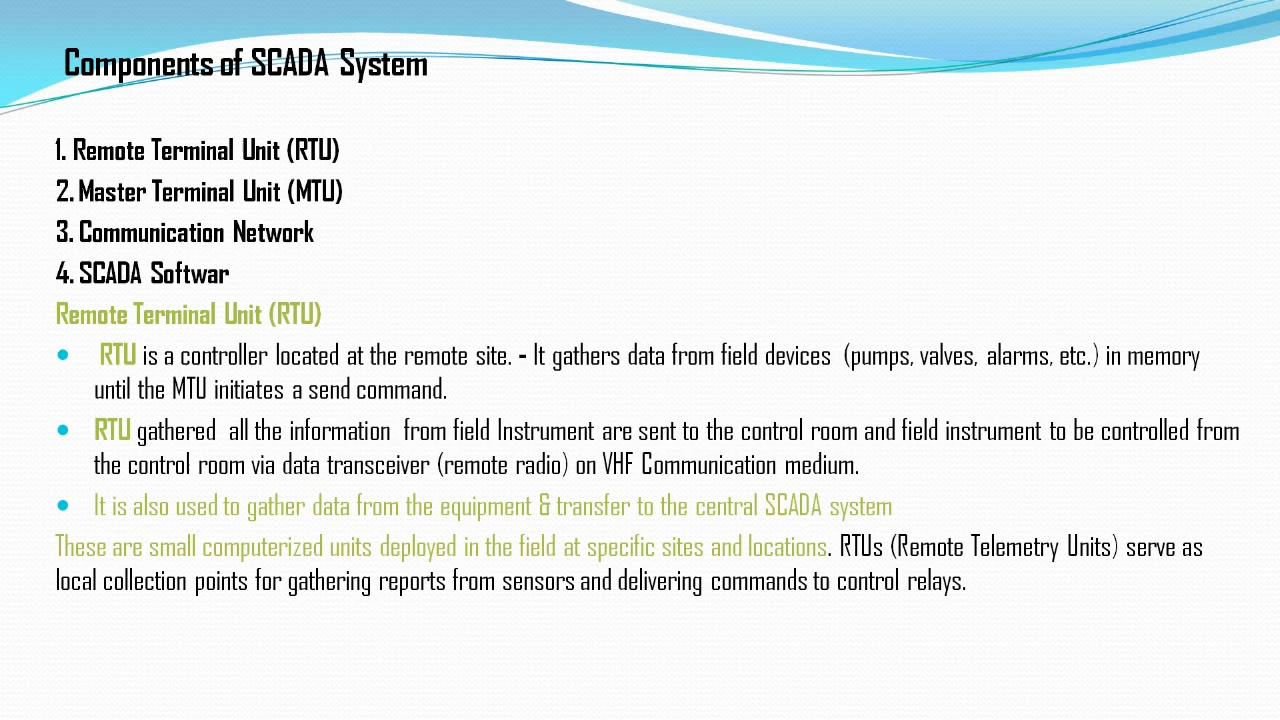 Components of SCADA System
1. Remote Terminal Unit (RTU)
2. Master Terminal Unit (MTU)
3. Communication Network
4. SCADA Softwar
Remote Terminal Unit (RTU)
• RTU is a controller located at the remote site. - It gathers data from field devices (pumps, valves, alarms, etc.) in memory
until the MTU initiates a send command.
• RTU gathered all the information from field Instrument are sent to the control room and field instrument to be controlled from
the control room via data transceiver (remote radio) on VHF Communication medium.
• It is also used to gather data from the equipment & transfer to the central SCADA system
These are small computerized units deployed in the field at specific sites and locations. RTUs (Remote Telemetry Units) serve as
local collection points for gathering reports from sensors and delivering commands to control relays.